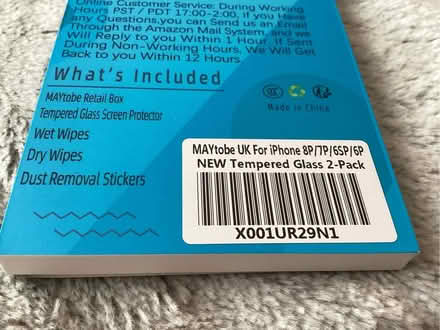 Online Customer Service: During Working
Hours PST / PDT 17:00-2:00, if you Have
any Questions,you can Send us an Email
Through the Amazon Mail System, and we
Will Reply to you Within 1 Hour. If Sent
During Non-Working Hours, We Will Get
Back to you Within 12 Hours.
What's Included
MAYtobe Retail Box
Tempered Glass Screen Protector
Wet Wipes
Dry Wipes
Dust Removal Stickers
Made in China
MAYtobe UK For iPhone 8P/7P/6SP/6P
NEW Tempered Glass 2-Pack
X001UR29N1